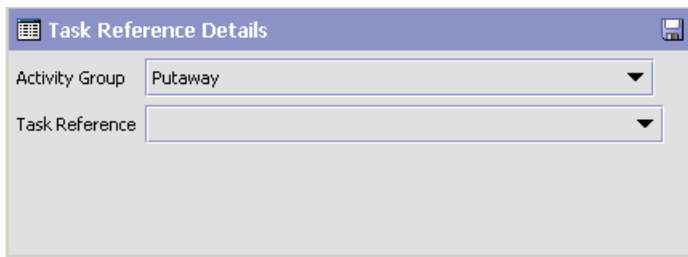 Task Reference Details
Activity Group Putaway
Task Reference